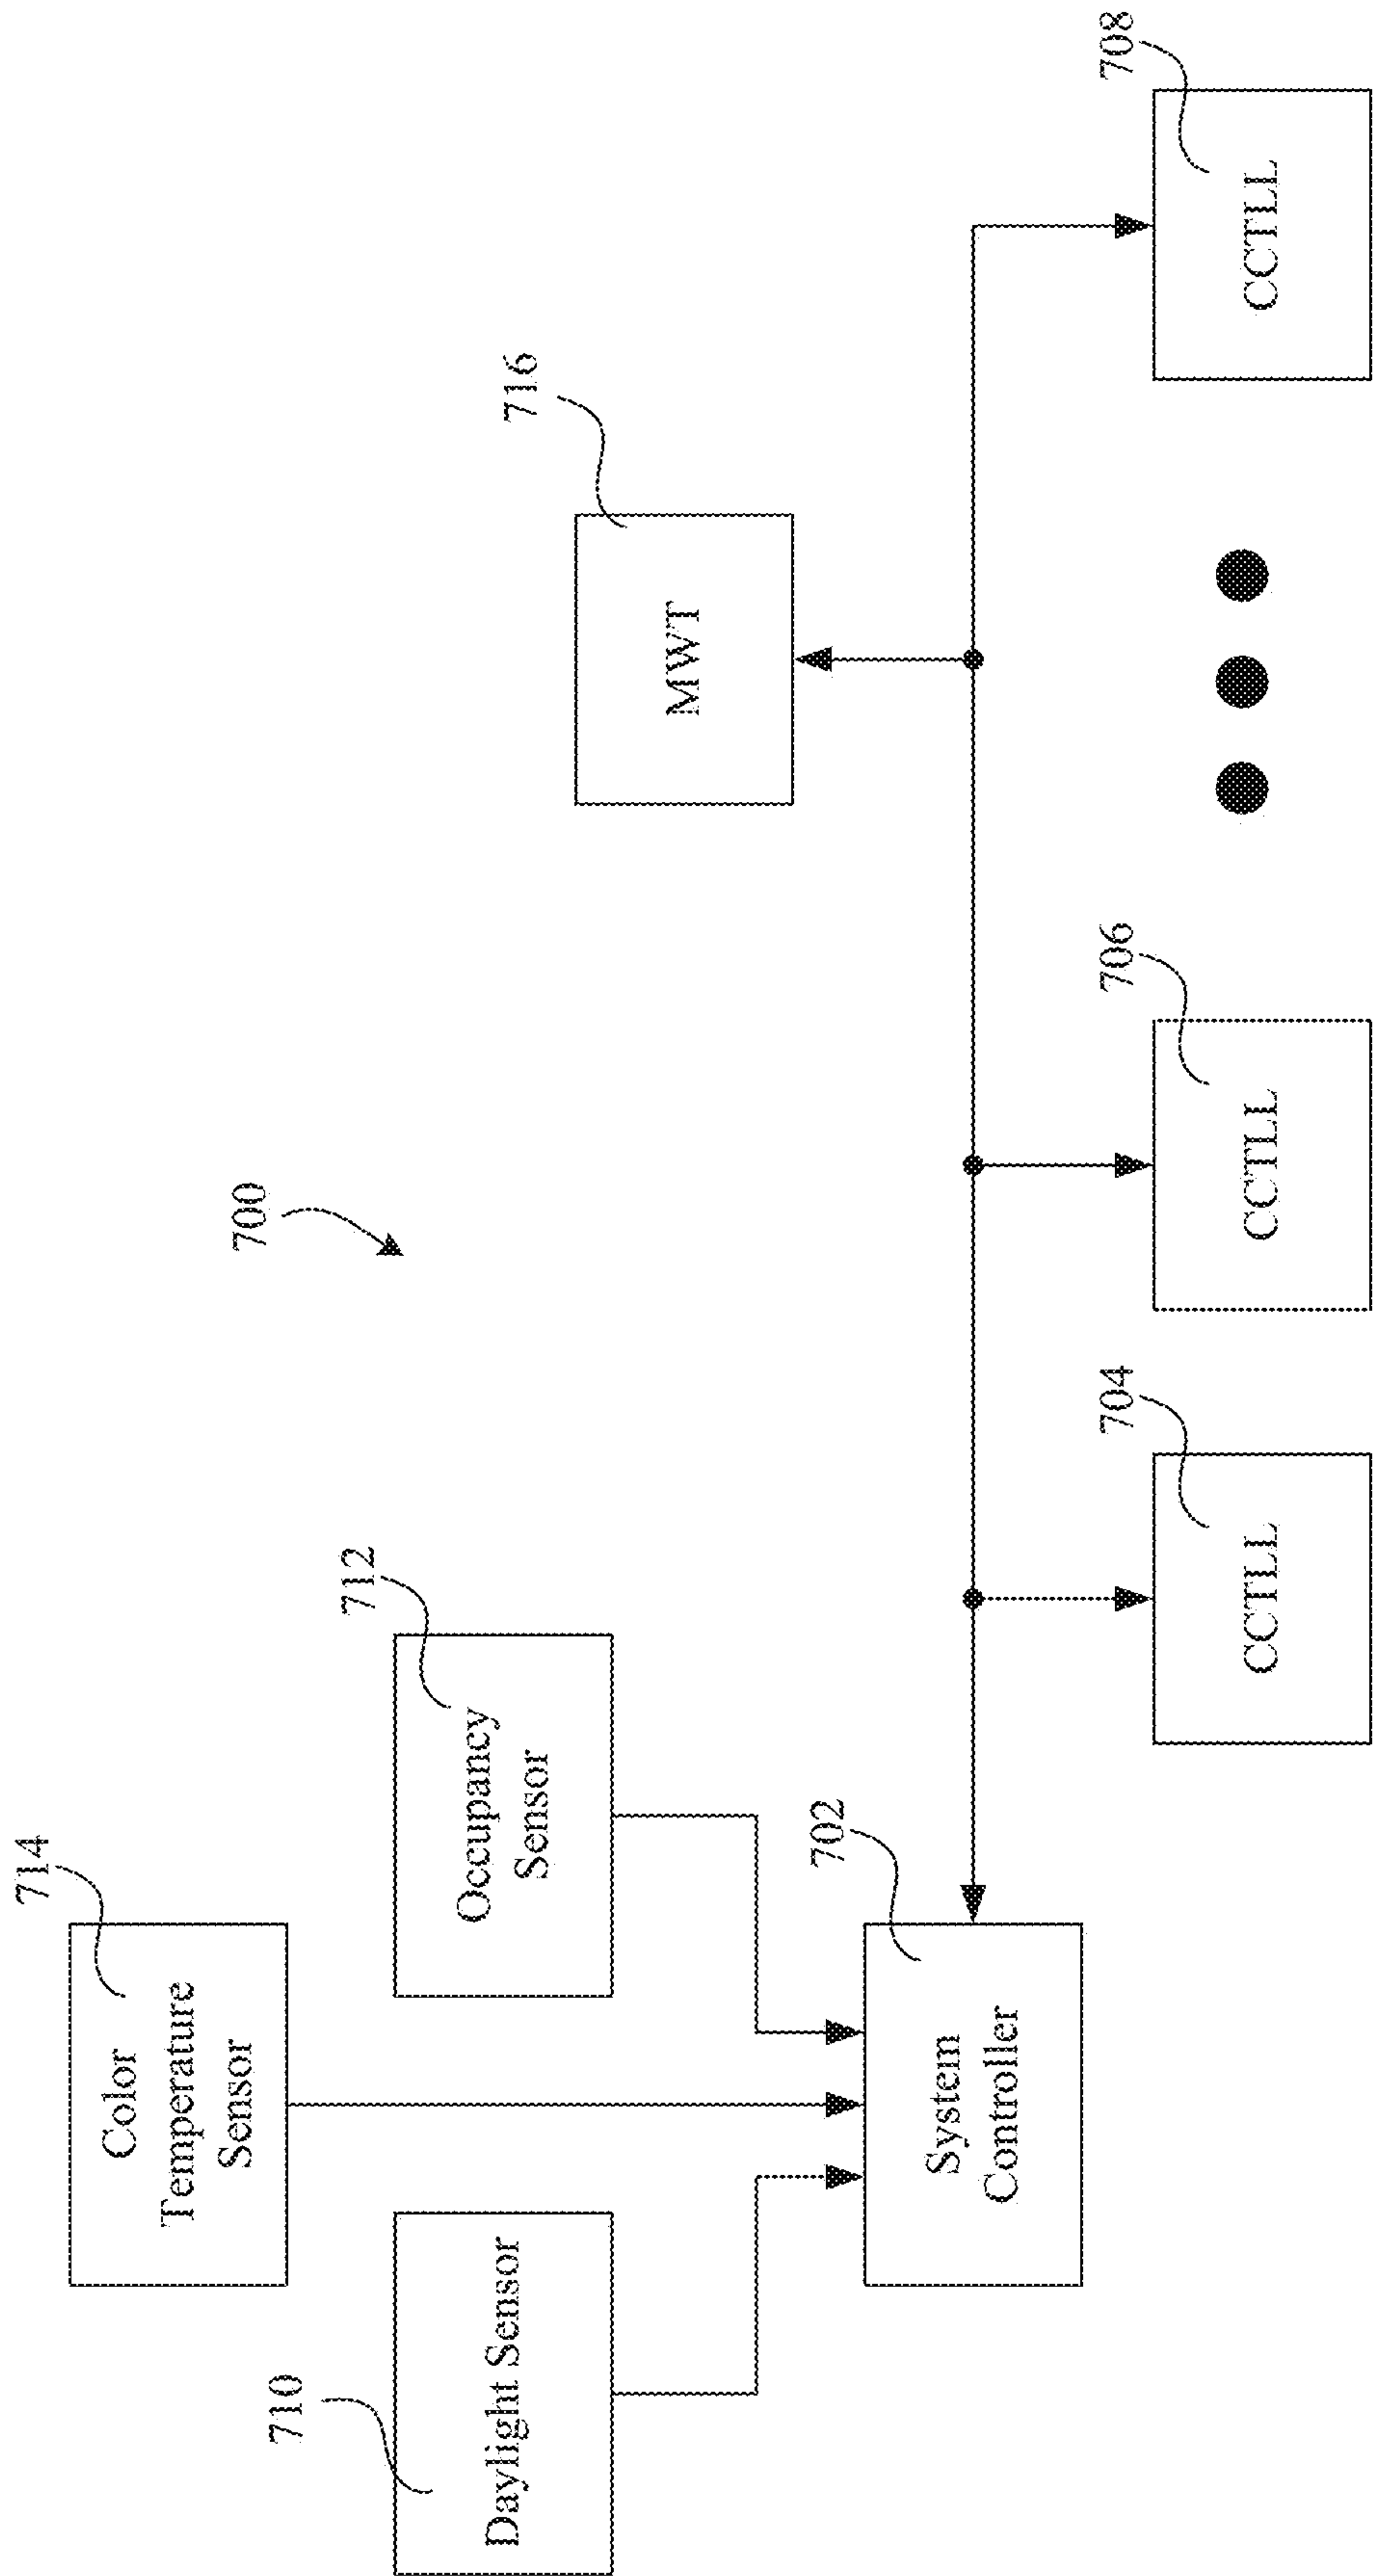 714
Color
Temperature
Sensor
710
Daylight Sensor
712
Occupancy
Sensor
700
702
System
Controller
716
MWT
704
CCTLL
706
CCTLL
708
CCTLL